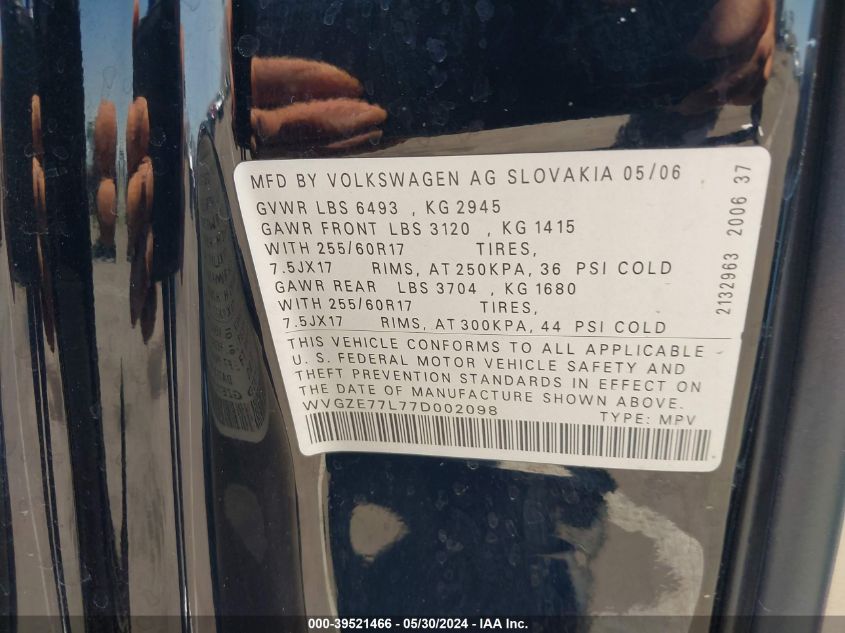 MFD BY VOLKSWAGEN AG SLOVAKIA 05/06
GVWR LBS 6493 , KG 2945
GAWR FRONT LBS 3120 , KG 1415
WITH 255/60R17 TIRES,
7.5JX17 RIMS, AT 250KPA, 36 PSI COLD
GAWR REAR LBS 3704 , KG 1680
WITH 255/60R17 TIRES,
7.5JX17 RIMS, AT 300KPA, 44 PSI COLD
THIS VEHICLE CONFORMS TO ALL APPLICABLE
U. S. FEDERAL MOTOR VEHICLE SAFETY AND
THEFT PREVENTION STANDARDS IN EFFECT ON
THE DATE OF MANUFACTURE SHOWN ABOVE.
WVGZE77L77D002098 TYPE: MPV
2132963 2006 37
000-39521466 - 05/30/2024 - IAA Inc.